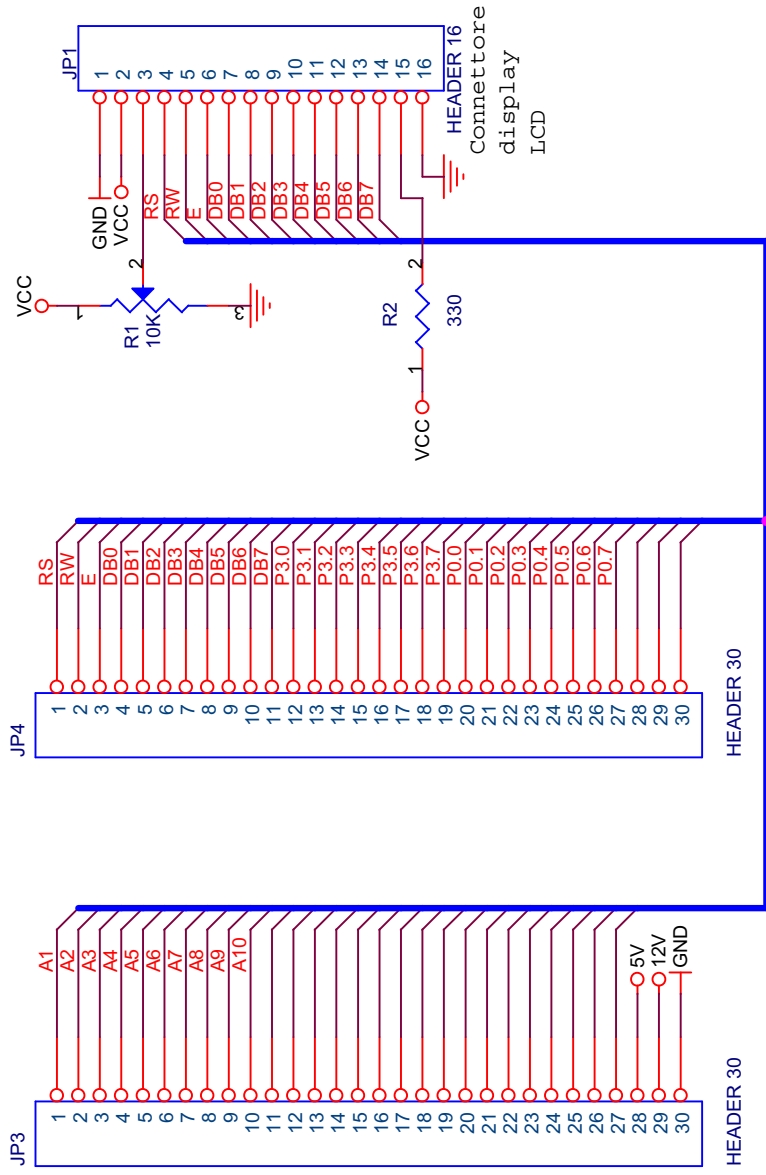 JP1
1
2
3
4
5
6
7
8
9
10
11
12
13
14
15
16
HEADER 16
Connettore
display
LCD
GND
VCC
RS
RW
E
DB0
DB1
DB2
DB3
DB4
DB5
DB6
DB7
VCC
1
2
3
R1
10K
R2
330
1
2
VCC
JP4
RS
RW
E
DB0
DB1
DB2
DB3
DB4
DB5
DB6
DB7
P3.0
P3.1
P3.2
P3.3
P3.4
P3.5
P3.6
P3.7
P0.0
P0.1
P0.2
P0.3
P0.4
P0.5
P0.6
P0.7
1
2
3
4
5
6
7
8
9
10
11
12
13
14
15
16
17
18
19
20
21
22
23
24
25
26
27
28
29
30
HEADER 30
JP3
A1
A2
A3
A4
A5
A6
A7
A8
A9
A10
5V
12V
GND
1
2
3
4
5
6
7
8
9
10
11
12
13
14
15
16
17
18
19
20
21
22
23
24
25
26
27
28
29
30
HEADER 30